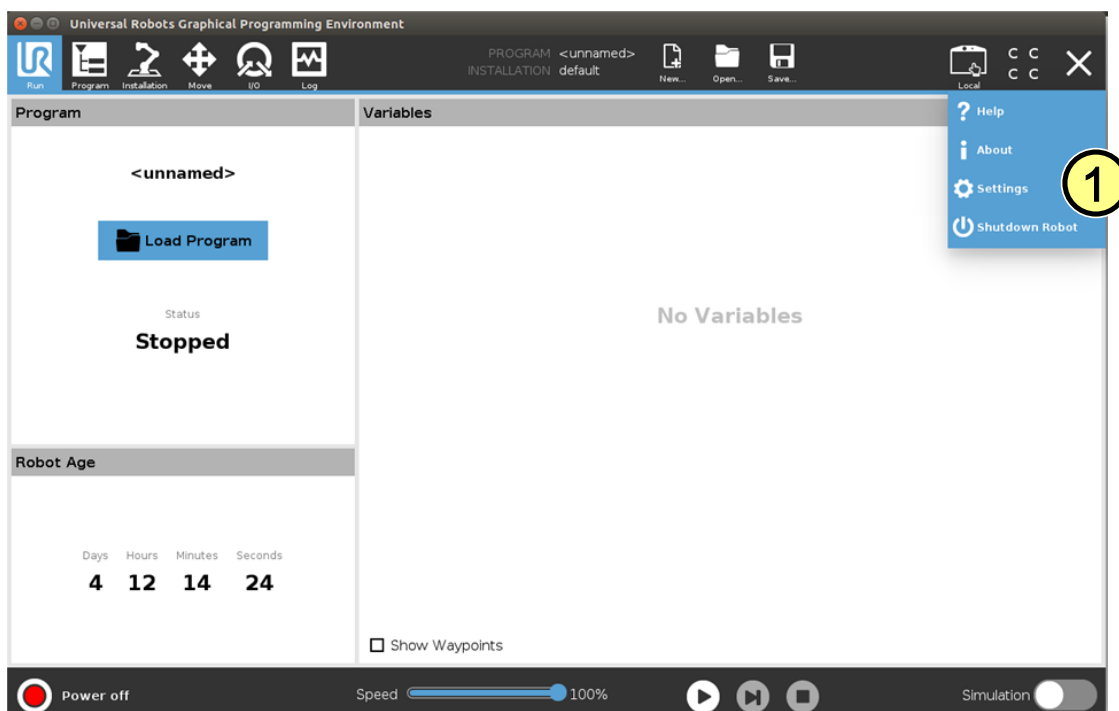 Universal Robots Graphical Programming Environment
UR
PROGRAM <unnamed>
INSTALLATION default
Run Program Installation Move I/O Log New... Open... Save... Local
C C
C C
Program
Variables
? Help
i About
Settings
Shutdown Robot
1
<unnamed>
Load Program
Status
Stopped
No Variables
Robot Age
Days Hours Minutes Seconds
4 12 14 24
Show Waypoints
Power off Speed 100% Simulation